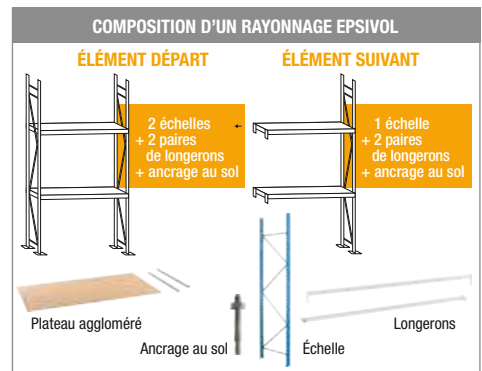 COMPOSITION D'UN RAYONNAGE EPSIVOL
ÉLÉMENT DÉPART
2 échelles
+ 2 paires
de longerons
+ ancrage au sol
ÉLÉMENT SUIVANT
1 échelle
+ 2 paires
de longerons
+ ancrage au sol
Plateau aggloméré
Ancrage au sol
Échelle
Longerons